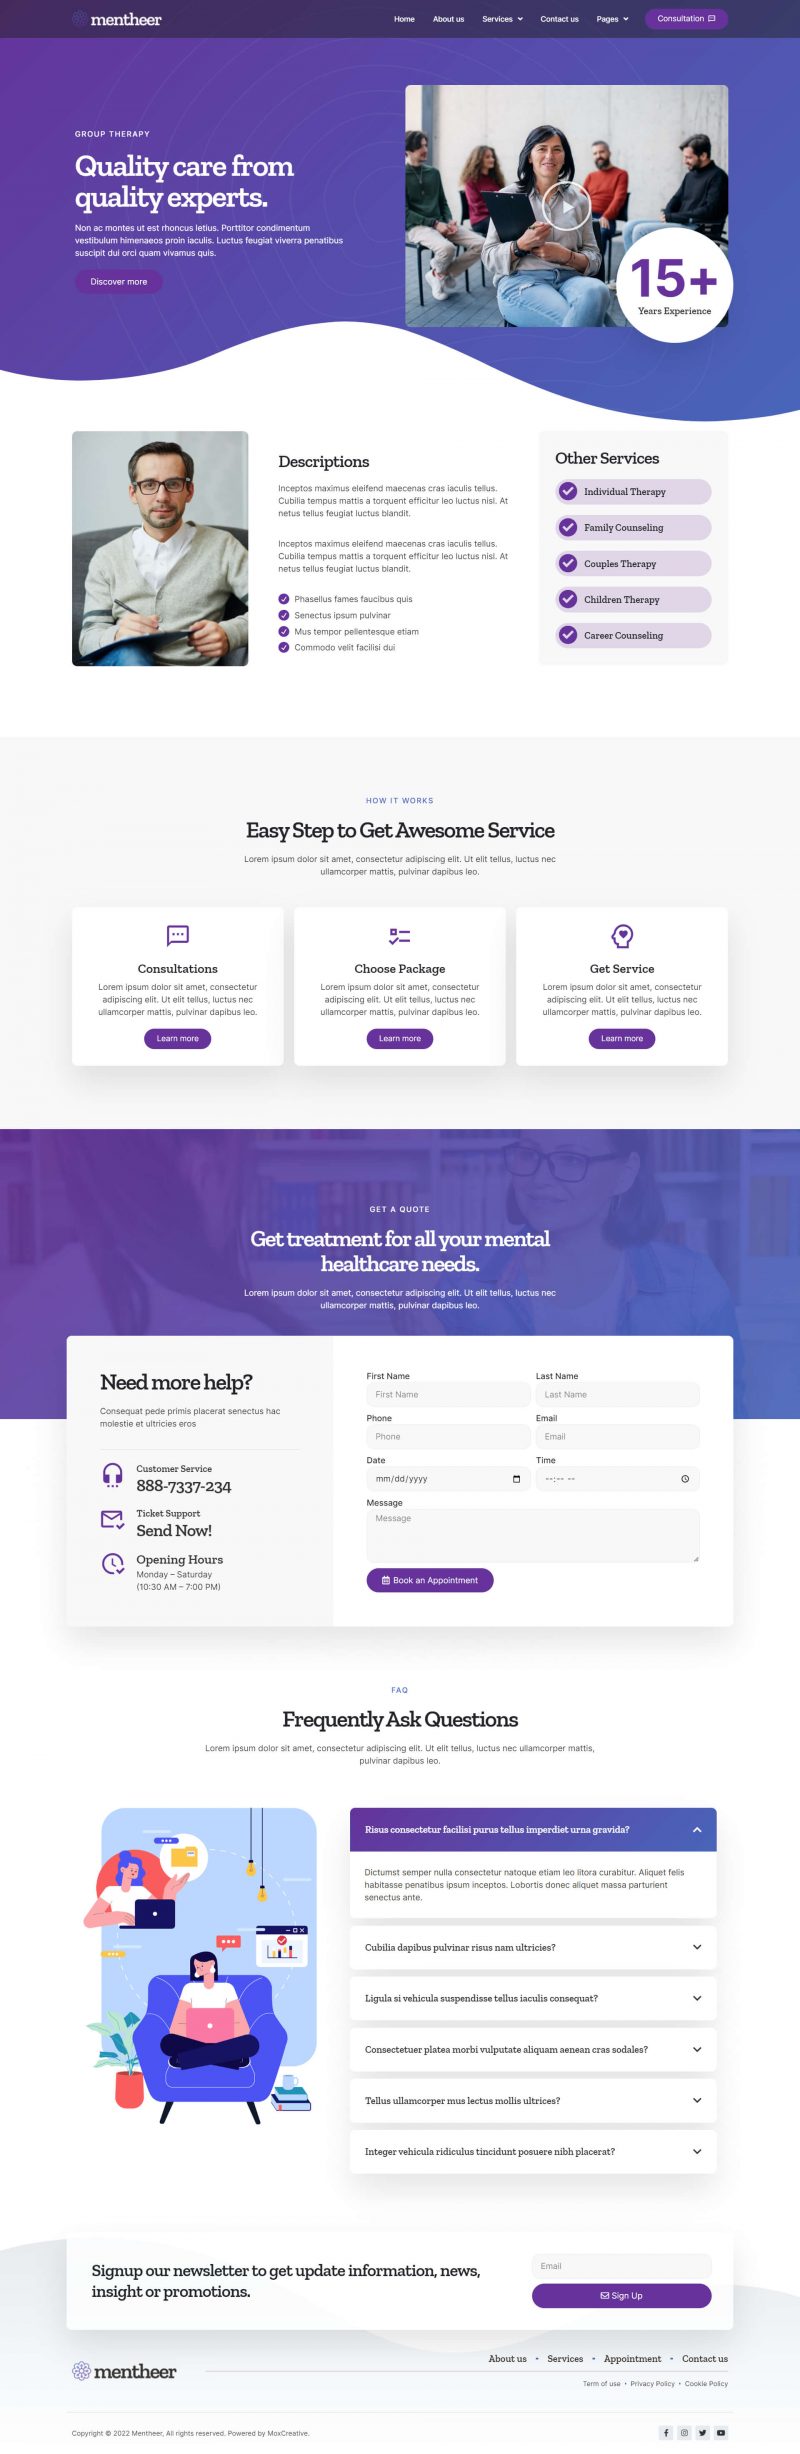 mentheer
Home About us Services Contact us Pages Consultation
GROUP THERAPY
Quality care from
quality experts.
Non ac montes ut est rhoncus letius. Porttitor condimentum
vestibulum himenaeos proin iaculis. Luctus feugiat viverra penatibus
suscipit dui orci quam vivamus quis.
Discover more
15+
Years Experience
Descriptions
Inceptos maximus eleifend maecenas cras iaculis tellus.
Cubilia tempus mattis a torquent efficitur leo luctus nisl. At
netus tellus feugiat luctus blandit.
Inceptos maximus eleifend maecenas cras iaculis tellus.
Cubilia tempus mattis a torquent efficitur leo luctus nisl. At
netus tellus feugiat luctus blandit.
Phasellus fames faucibus quis
Senectus ipsum pulvinar
Mus tempor pellentesque etiam
Commodo velit facilisi dui
Other Services
Individual Therapy
Family Counseling
Couples Therapy
Children Therapy
Career Counseling
HOW IT WORKS
Easy Step to Get Awesome Service
Lorem ipsum dolor sit amet, consectetur adipiscing elit. Ut elit tellus, luctus nec
ullamcorper mattis, pulvinar dapibus leo.
Consultations
Lorem ipsum dolor sit amet, consectetur
adipiscing elit. Ut elit tellus, luctus nec
ullamcorper mattis, pulvinar dapibus leo.
Learn more
Choose Package
Lorem ipsum dolor sit amet, consectetur
adipiscing elit. Ut elit tellus, luctus nec
ullamcorper mattis, pulvinar dapibus leo.
Learn more
Get Service
Lorem ipsum dolor sit amet, consectetur
adipiscing elit. Ut elit tellus, luctus nec
ullamcorper mattis, pulvinar dapibus leo.
Learn more
GET A QUOTE
Get treatment for all your mental
healthcare needs.
Lorem ipsum dolor sit amet, consectetur adipiscing elit. Ut elit tellus, luctus nec
ullamcorper mattis, pulvinar dapibus leo.
Need more help?
Consequat pede primis placerat senectus hac
molestie et ultricies eros
Customer Service
888-7337-234
Ticket Support
Send Now!
Opening Hours
Monday – Saturday
(10:30 AM – 7:00 PM)
First Name Last Name
First Name Last Name
Phone Email
Phone Email
Date Time
mm/dd/yyyy --:-- --
Message
Message
Book an Appointment
FAQ
Frequently Ask Questions
Lorem ipsum dolor sit amet, consectetur adipiscing elit. Ut elit tellus, luctus nec ullamcorper mattis,
pulvinar dapibus leo.
Risus consectetur facilisi purus tellus imperdiet urna gravida?
Dictumst semper nulla consectetur natoque etiam leo litora curabitur. Aliquet felis
habitasse penatibus ipsum inceptos. Lobortis donec aliquet massa parturient
senectus ante.
Cubilia dapibus pulvinar risus nam ultricies?
Ligula si vehicula suspendisse tellus iaculis consequat?
Consectetuer platea morbi vulputate aliquam aenean cras sodales?
Tellus ullamcorper mus lectus mollis ultrices?
Integer vehicula ridiculus tincidunt posuere nibh placerat?
Signup our newsletter to get update information, news,
insight or promotions.
Email
Sign Up
mentheer
About us • Services • Appointment • Contact us
Term of use • Privacy Policy • Cookie Policy
Copyright © 2022 Mentheer, All rights reserved. Powered by MoxCreative.